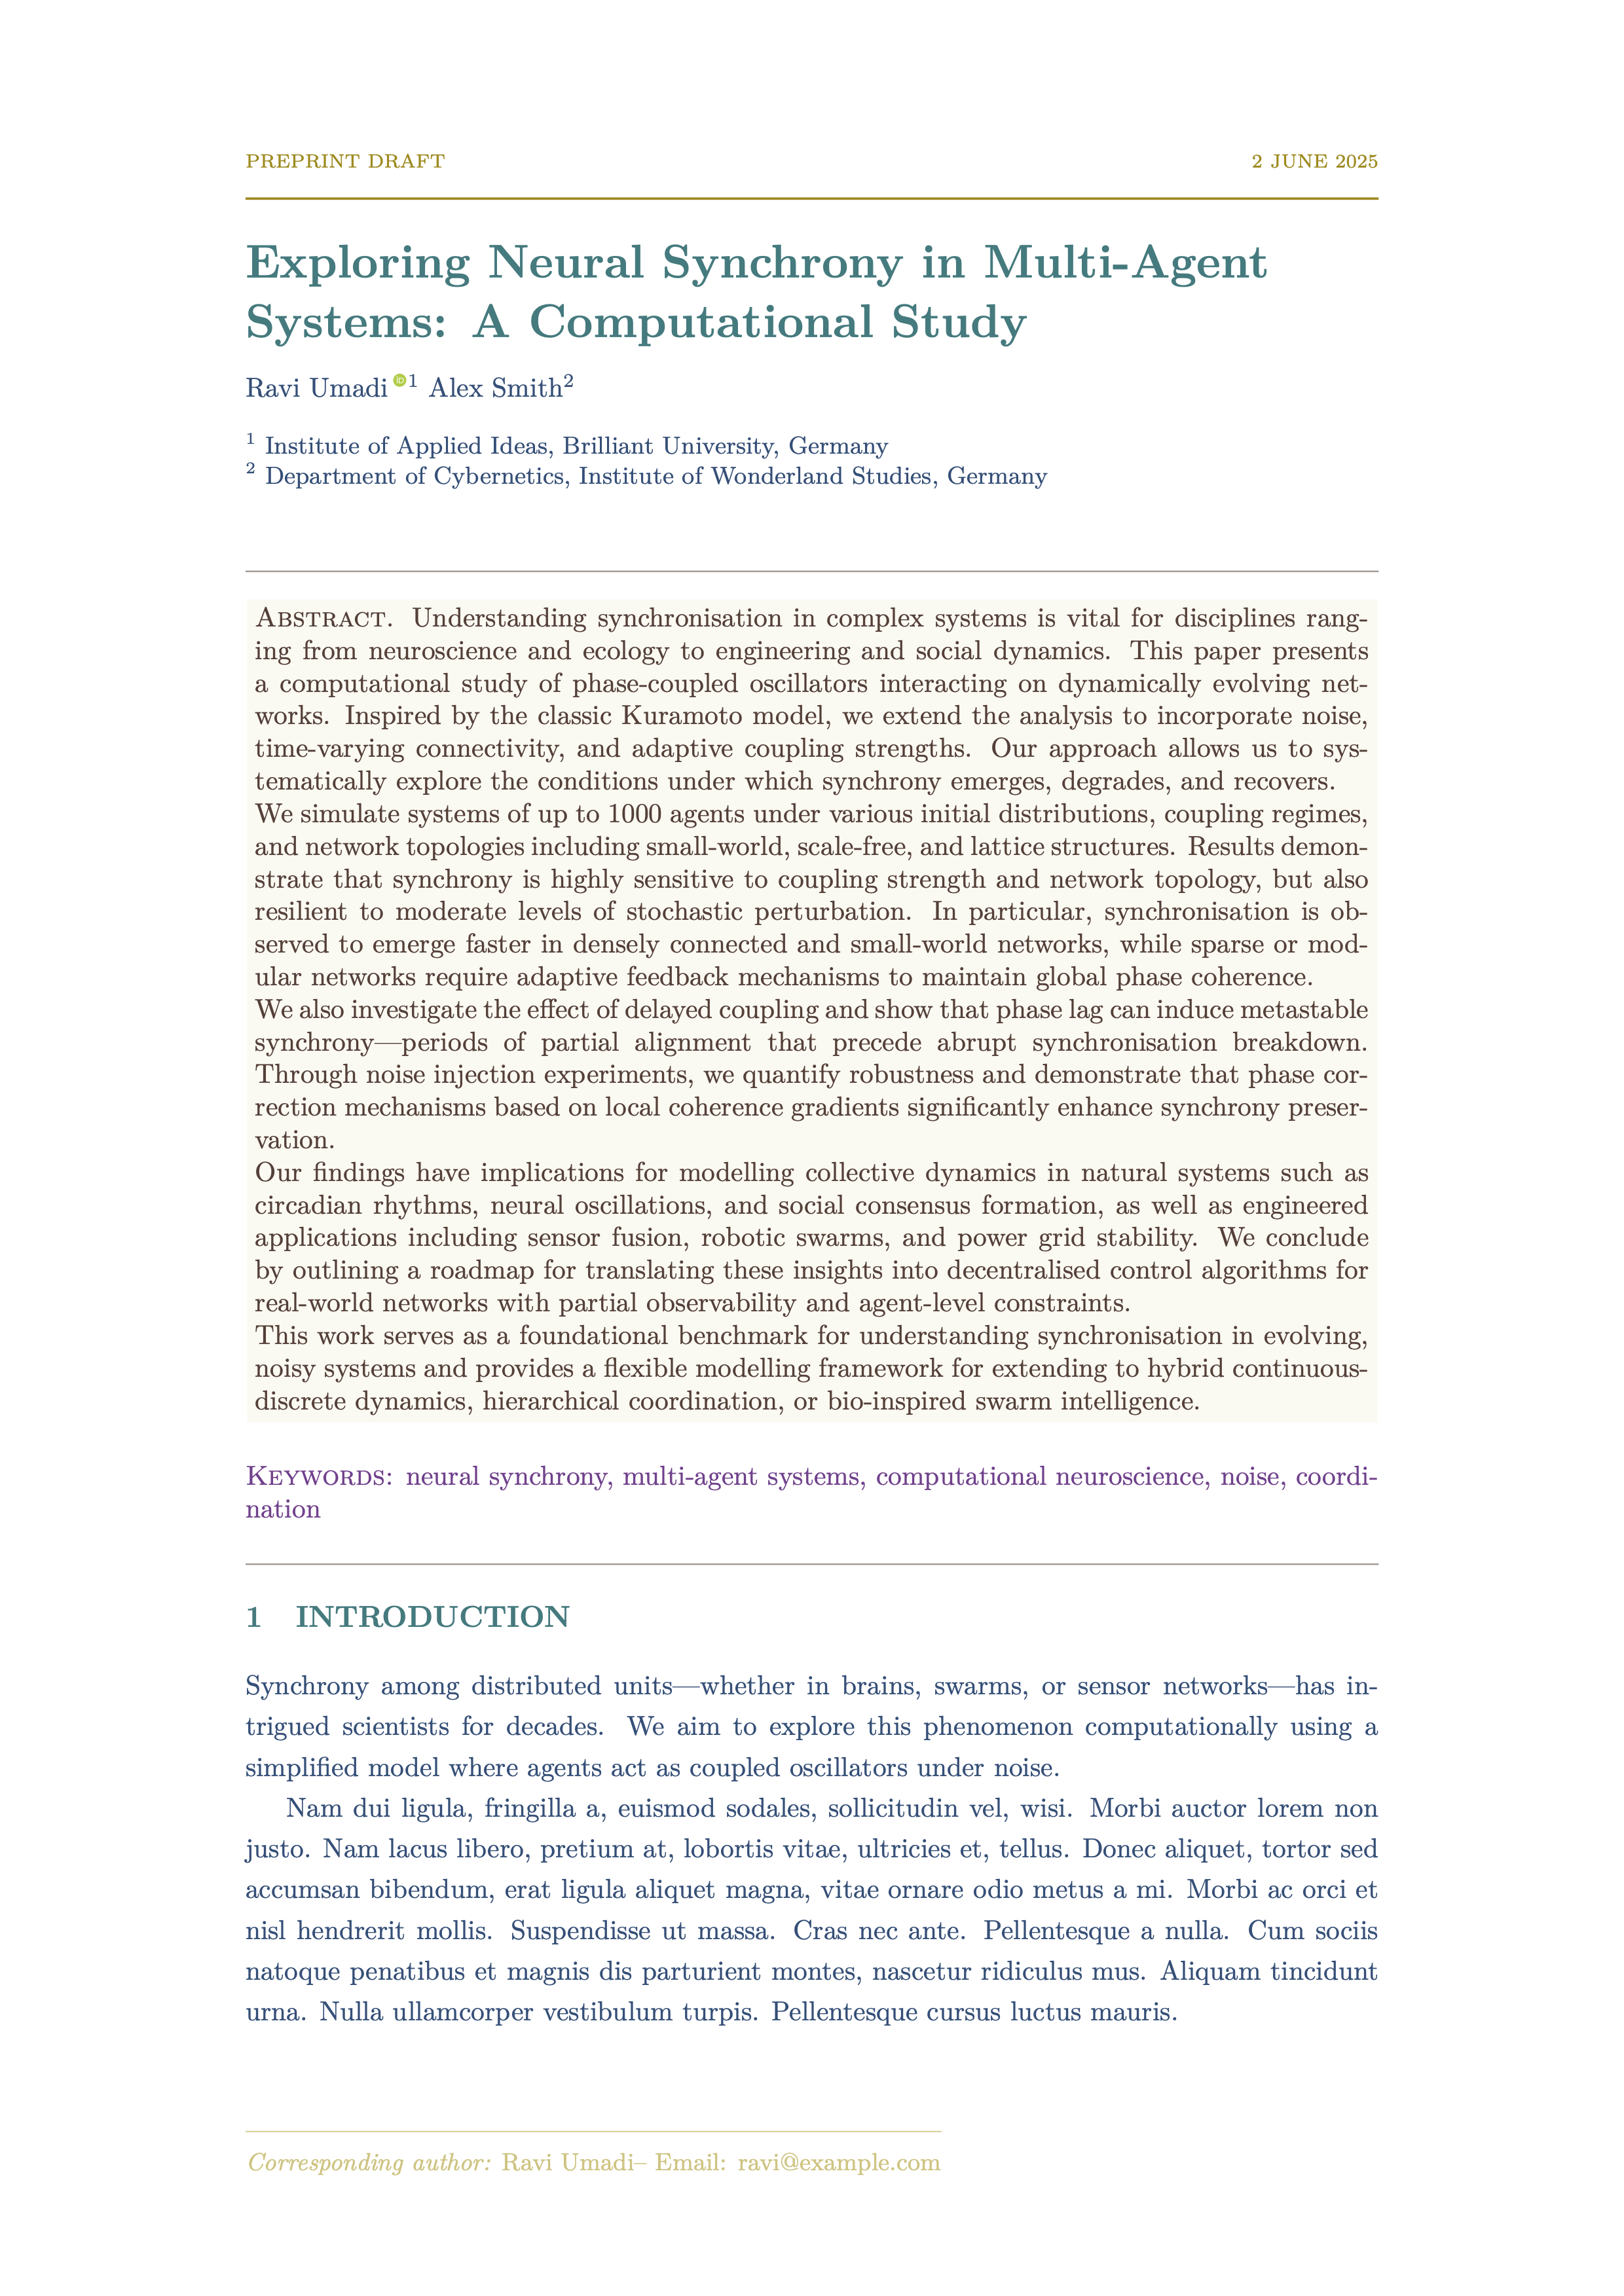 PREPRINT DRAFT 2 JUNE 2025
Exploring Neural Synchrony in Multi-Agent
Systems: A Computational Study
Ravi Umadi iD 1 Alex Smith2
1 Institute of Applied Ideas, Brilliant University, Germany
2 Department of Cybernetics, Institute of Wonderland Studies, Germany
Abstract. Understanding synchronisation in complex systems is vital for disciplines rang-
ing from neuroscience and ecology to engineering and social dynamics. This paper presents
a computational study of phase-coupled oscillators interacting on dynamically evolving net-
works. Inspired by the classic Kuramoto model, we extend the analysis to incorporate noise,
time-varying connectivity, and adaptive coupling strengths. Our approach allows us to sys-
tematically explore the conditions under which synchrony emerges, degrades, and recovers.
We simulate systems of up to 1000 agents under various initial distributions, coupling regimes,
and network topologies including small-world, scale-free, and lattice structures. Results demon-
strate that synchrony is highly sensitive to coupling strength and network topology, but also
resilient to moderate levels of stochastic perturbation. In particular, synchronisation is ob-
served to emerge faster in densely connected and small-world networks, while sparse or mod-
ular networks require adaptive feedback mechanisms to maintain global phase coherence.
We also investigate the effect of delayed coupling and show that phase lag can induce metastable
synchrony—periods of partial alignment that precede abrupt synchronisation breakdown.
Through noise injection experiments, we quantify robustness and demonstrate that phase cor-
rection mechanisms based on local coherence gradients significantly enhance synchrony preser-
vation.
Our findings have implications for modelling collective dynamics in natural systems such as
circadian rhythms, neural oscillations, and social consensus formation, as well as engineered
applications including sensor fusion, robotic swarms, and power grid stability. We conclude
by outlining a roadmap for translating these insights into decentralised control algorithms for
real-world networks with partial observability and agent-level constraints.
This work serves as a foundational benchmark for understanding synchronisation in evolving,
noisy systems and provides a flexible modelling framework for extending to hybrid continuous-
discrete dynamics, hierarchical coordination, or bio-inspired swarm intelligence.
Keywords: neural synchrony, multi-agent systems, computational neuroscience, noise, coordi-
nation
1 INTRODUCTION
Synchrony among distributed units—whether in brains, swarms, or sensor networks—has in-
trigued scientists for decades. We aim to explore this phenomenon computationally using a
simplified model where agents act as coupled oscillators under noise.
Nam dui ligula, fringilla a, euismod sodales, sollicitudin vel, wisi. Morbi auctor lorem non
justo. Nam lacus libero, pretium at, lobortis vitae, ultricies et, tellus. Donec aliquet, tortor sed
accumsan bibendum, erat ligula aliquet magna, vitae ornare odio metus a mi. Morbi ac orci et
nisl hendrerit mollis. Suspendisse ut massa. Cras nec ante. Pellentesque a nulla. Cum sociis
natoque penatibus et magnis dis parturient montes, nascetur ridiculus mus. Aliquam tincidunt
urna. Nulla ullamcorper vestibulum turpis. Pellentesque cursus luctus mauris.
Corresponding author: Ravi Umadi– Email: ravi@example.com